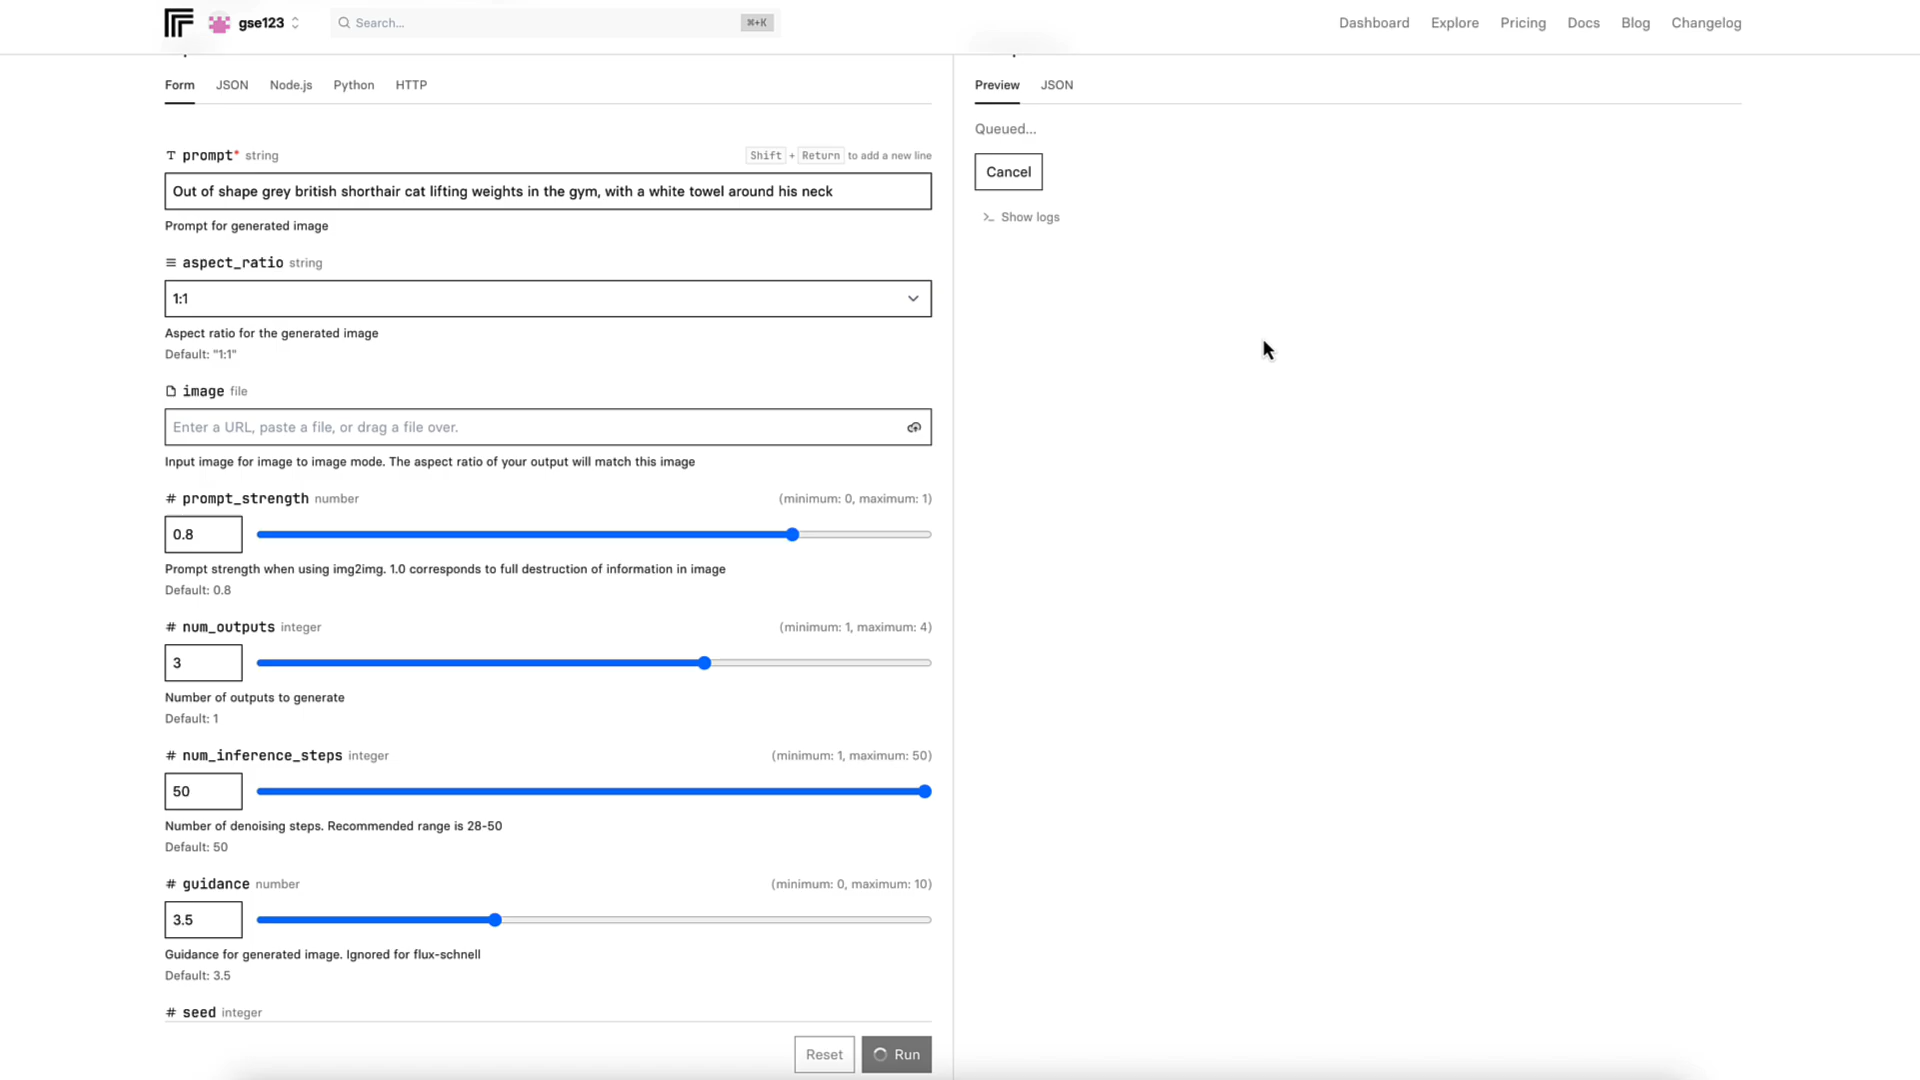 gse123
Search...
⌘+K
Dashboard
Explore
Pricing
Docs
Blog
Changelog
Form
JSON
Node.js
Python
HTTP
prompt* string
Shift + Return to add a new line
Out of shape grey british shorthair cat lifting weights in the gym, with a white towel around his neck
Prompt for generated image
aspect_ratio string
1:1
Aspect ratio for the generated image
Default: "1:1"
image file
Enter a URL, paste a file, or drag a file over.
Input image for image to image mode. The aspect ratio of your output will match this image
# prompt_strength number
(minimum: 0, maximum: 1)
0.8
Prompt strength when using img2img. 1.0 corresponds to full destruction of information in image
Default: 0.8
# num_outputs integer
(minimum: 1, maximum: 4)
3
Number of outputs to generate
Default: 1
# num_inference_steps integer
(minimum: 1, maximum: 50)
50
Number of denoising steps. Recommended range is 28-50
Default: 50
# guidance number
(minimum: 0, maximum: 10)
3.5
Guidance for generated image. Ignored for flux-schnell
Default: 3.5
# seed integer
Reset
Run
Preview
JSON
Queued...
Cancel
>_ Show logs